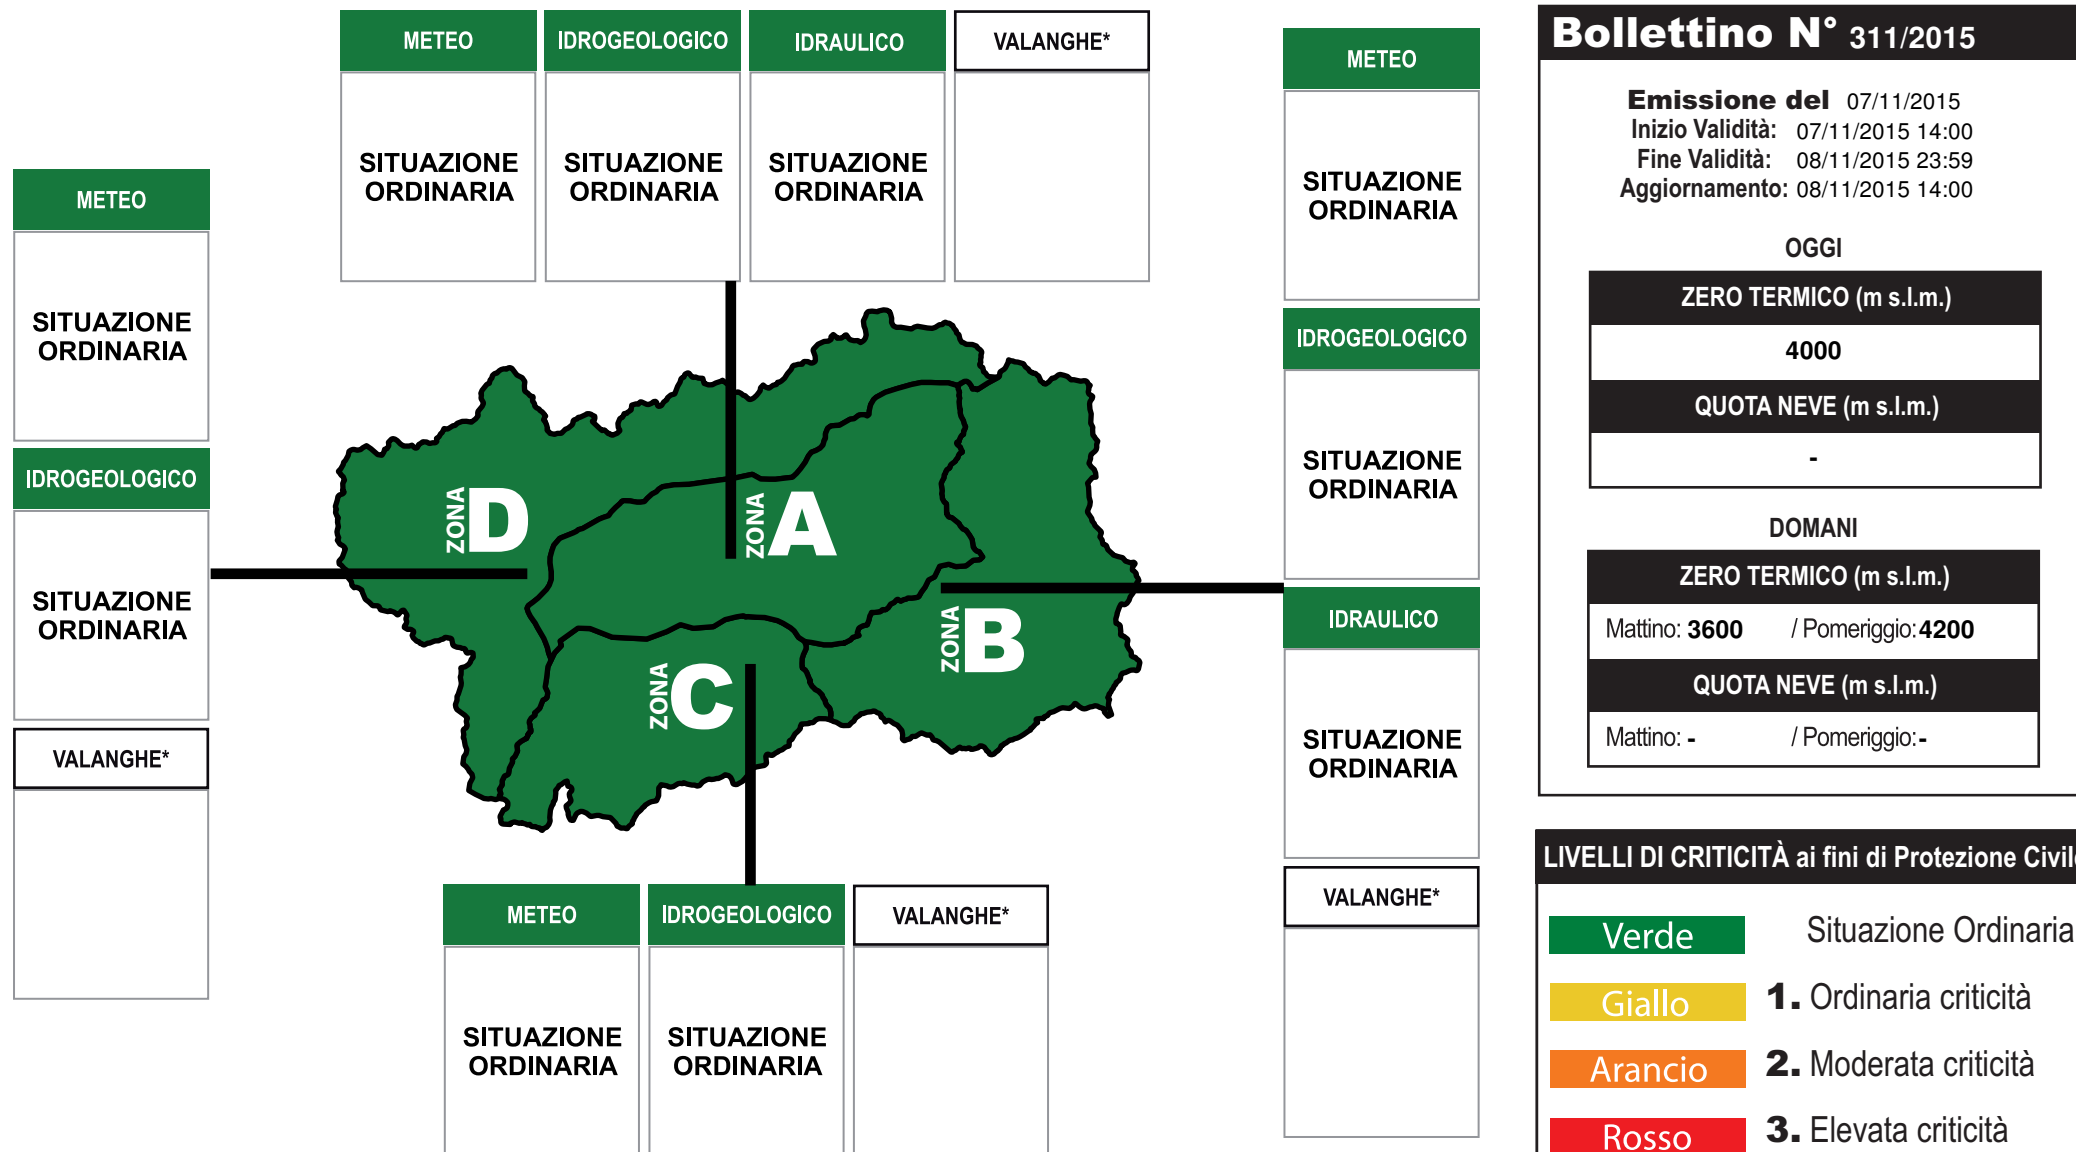 METEO
IDROGEOLOGICO
IDRAULICO
VALANGHE*
SITUAZIONE
ORDINARIA
SITUAZIONE
ORDINARIA
SITUAZIONE
ORDINARIA
METEO
SITUAZIONE
ORDINARIA
IDROGEOLOGICO
SITUAZIONE
ORDINARIA
VALANGHE*
ZONA D
ZONA A
ZONA B
ZONA C
METEO
SITUAZIONE
ORDINARIA
IDROGEOLOGICO
SITUAZIONE
ORDINARIA
IDRAULICO
SITUAZIONE
ORDINARIA
VALANGHE*
METEO
IDROGEOLOGICO
VALANGHE*
SITUAZIONE
ORDINARIA
SITUAZIONE
ORDINARIA
Bollettino N° 311/2015
Emissione del 07/11/2015
Inizio Validità: 07/11/2015 14:00
Fine Validità: 08/11/2015 23:59
Aggiornamento: 08/11/2015 14:00
OGGI
ZERO TERMICO (m s.l.m.)
4000
QUOTA NEVE (m s.l.m.)
-
DOMANI
ZERO TERMICO (m s.l.m.)
Mattino: 3600 / Pomeriggio: 4200
QUOTA NEVE (m s.l.m.)
Mattino: - / Pomeriggio: -
LIVELLI DI CRITICITÀ ai fini di Protezione Civil
Verde Situazione Ordinaria
Giallo 1. Ordinaria criticità
Arancio 2. Moderata criticità
Rosso 3. Elevata criticità